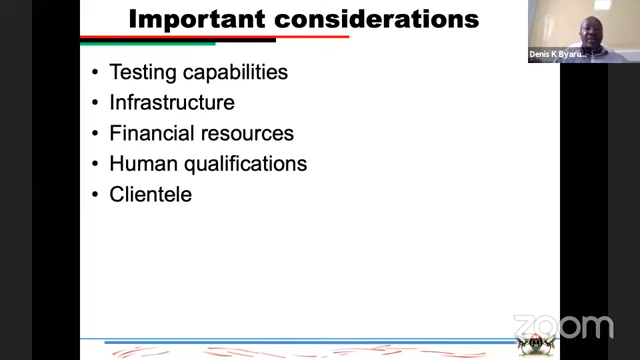 Important considerations
Denis K Byaru...
• Testing capabilities
• Infrastructure
• Financial resources
• Human qualifications
• Clientele
zoom